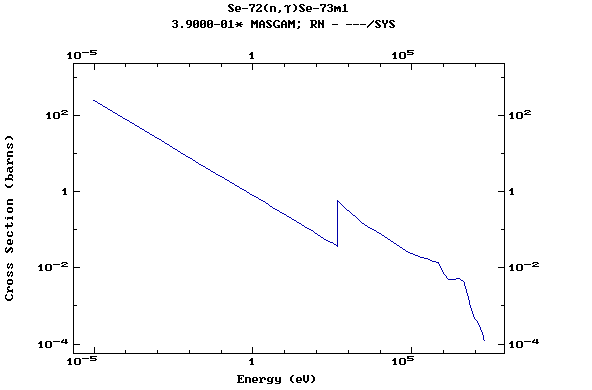 Se-72(n,γ)Se-73m1
3.9000-01* MASGAM; RN - ---/SYS
10⁻⁵ 1 10⁵
10² 10²
1 1
10⁻² 10⁻²
10⁻⁴ 10⁻⁴
10⁻⁵ 1 10⁵
Cross Section (barns)
Energy (eV)